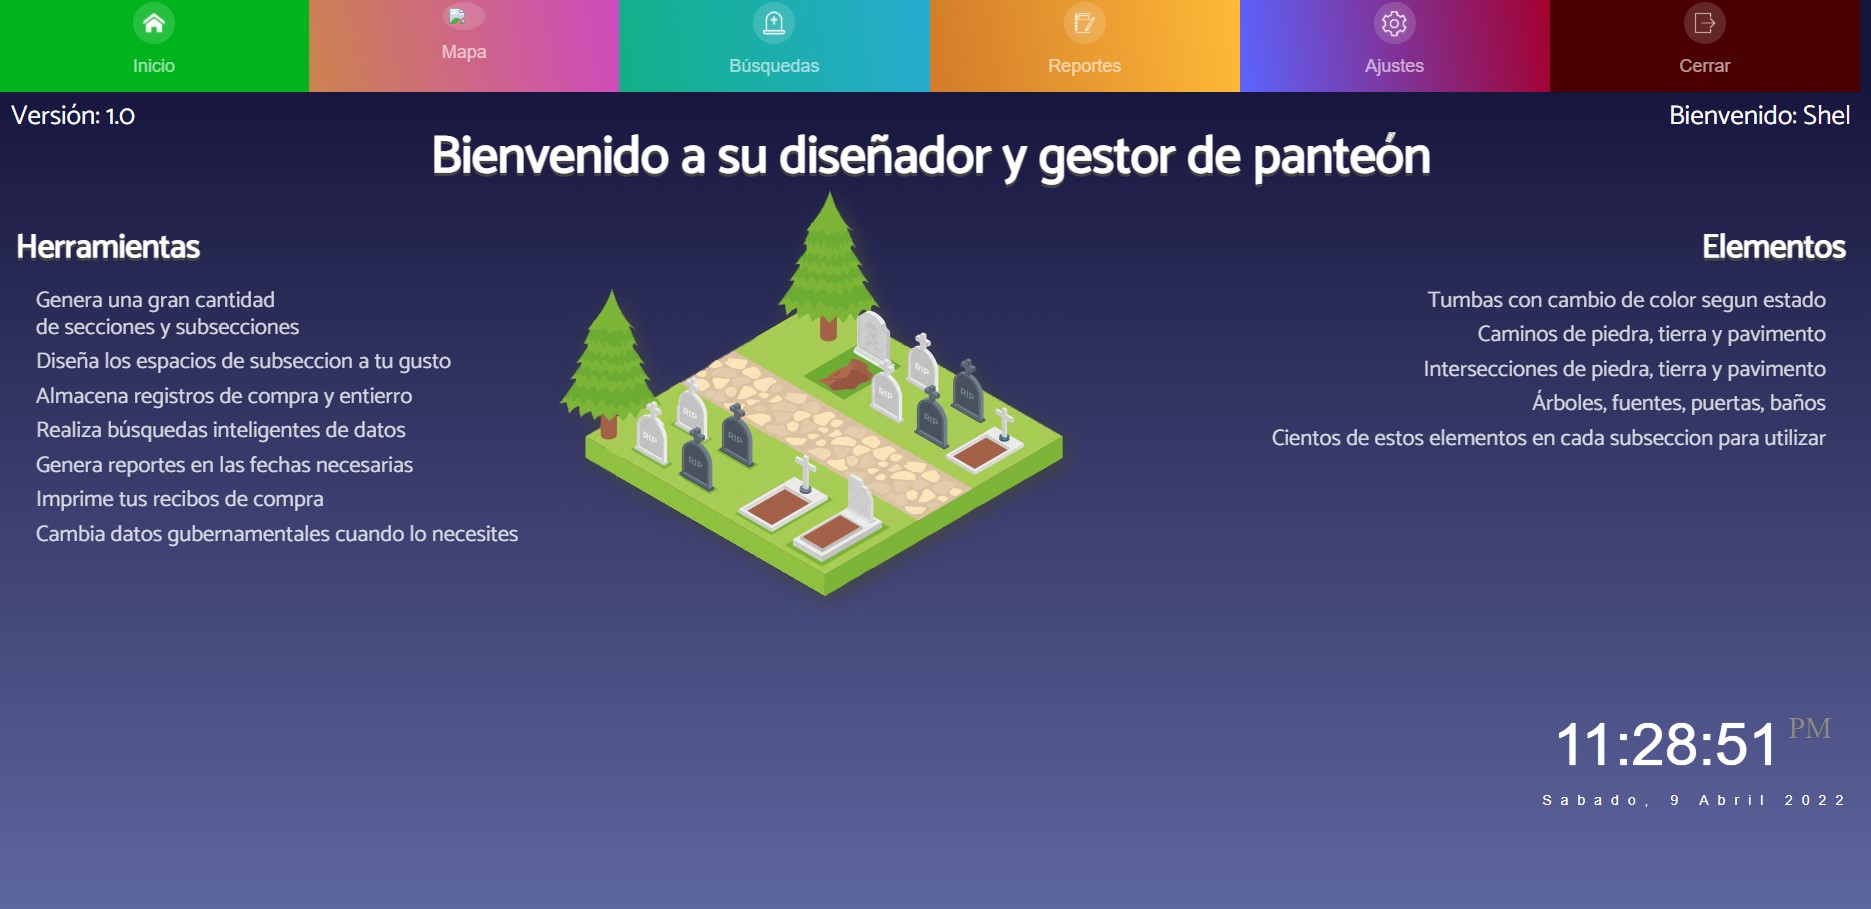 Inicio
Mapa
Búsquedas
Reportes
Ajustes
Cerrar
Versión: 1.0
Bienvenido: Shel
Bienvenido a su diseñador y gestor de panteón
Herramientas
Genera una gran cantidad
de secciones y subsecciones
Diseña los espacios de subseccion a tu gusto
Almacena registros de compra y entierro
Realiza búsquedas inteligentes de datos
Genera reportes en las fechas necesarias
Imprime tus recibos de compra
Cambia datos gubernamentales cuando lo necesites
RIP
RIP
RIP
RIP
RIP
RIP
RIP
RIP
Elementos
Tumbas con cambio de color segun estado
Caminos de piedra, tierra y pavimento
Intersecciones de piedra, tierra y pavimento
Árboles, fuentes, puertas, baños
Cientos de estos elementos en cada subseccion para utilizar
11:28:51 PM
Sabado, 9 Abril 2022